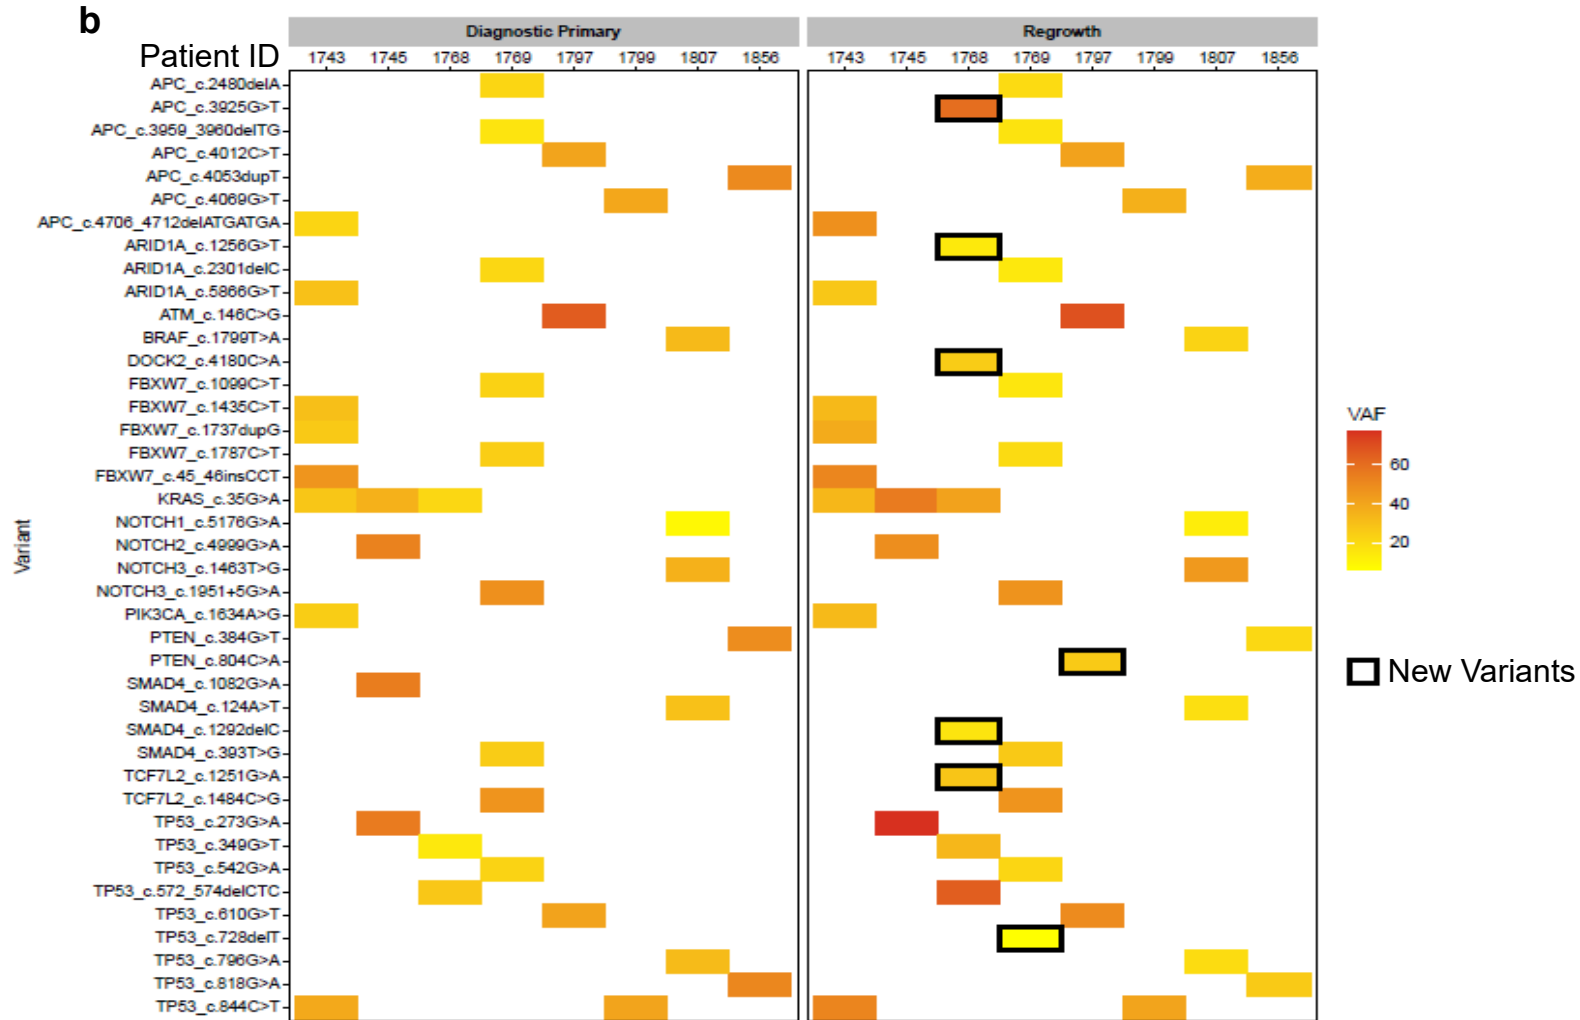 b
Diagnostic Primary
Regrowth
Patient ID
1743 1745 1768 1769 1797 1799 1807 1856
1743 1745 1768 1769 1797 1799 1807 1856
APC_c.2480delA
APC_c.3925G>T
APC_c.3959_3960delTG
APC_c.4012C>T
APC_c.4053dupT
APC_c.4069G>T
APC_c.4706_4712delATGATGA
ARID1A_c.1256G>T
ARID1A_c.2301delC
ARID1A_c.5866G>T
ATM_c.146C>G
BRAF_c.1799T>A
DOCK2_c.4180C>A
FBXW7_c.1099C>T
FBXW7_c.1435C>T
FBXW7_c.1737dupG
FBXW7_c.1787C>T
FBXW7_c.45_46insCCT
KRAS_c.35G>A
NOTCH1_c.5176G>A
NOTCH2_c.4999G>A
NOTCH3_c.1463T>G
NOTCH3_c.1951+5G>A
PIK3CA_c.1634A>G
PTEN_c.384G>T
PTEN_c.804C>A
SMAD4_c.1082G>A
SMAD4_c.124A>T
SMAD4_c.1292delC
SMAD4_c.393T>G
TCF7L2_c.1251G>A
TCF7L2_c.1484C>G
TP53_c.273G>A
TP53_c.349G>T
TP53_c.542G>A
TP53_c.572_574delCTC
TP53_c.610G>T
TP53_c.728delT
TP53_c.796G>A
TP53_c.818G>A
TP53_c.844C>T
Variant
VAF
60
40
20
New Variants